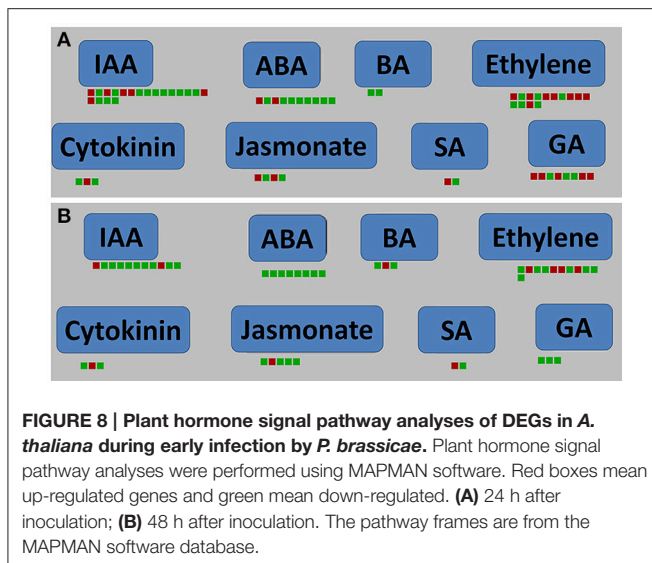 A
IAA ABA BA Ethylene
Cytokinin Jasmonate SA GA
B
IAA ABA BA Ethylene
Cytokinin Jasmonate SA GA
FIGURE 8 | Plant hormone signal pathway analyses of DEGs in A.
thaliana during early infection by P. brassicae. Plant hormone signal
pathway analyses were performed using MAPMAN software. Red boxes mean
up-regulated genes and green mean down-regulated. (A) 24 h after
inoculation; (B) 48 h after inoculation. The pathway frames are from the
MAPMAN software database.